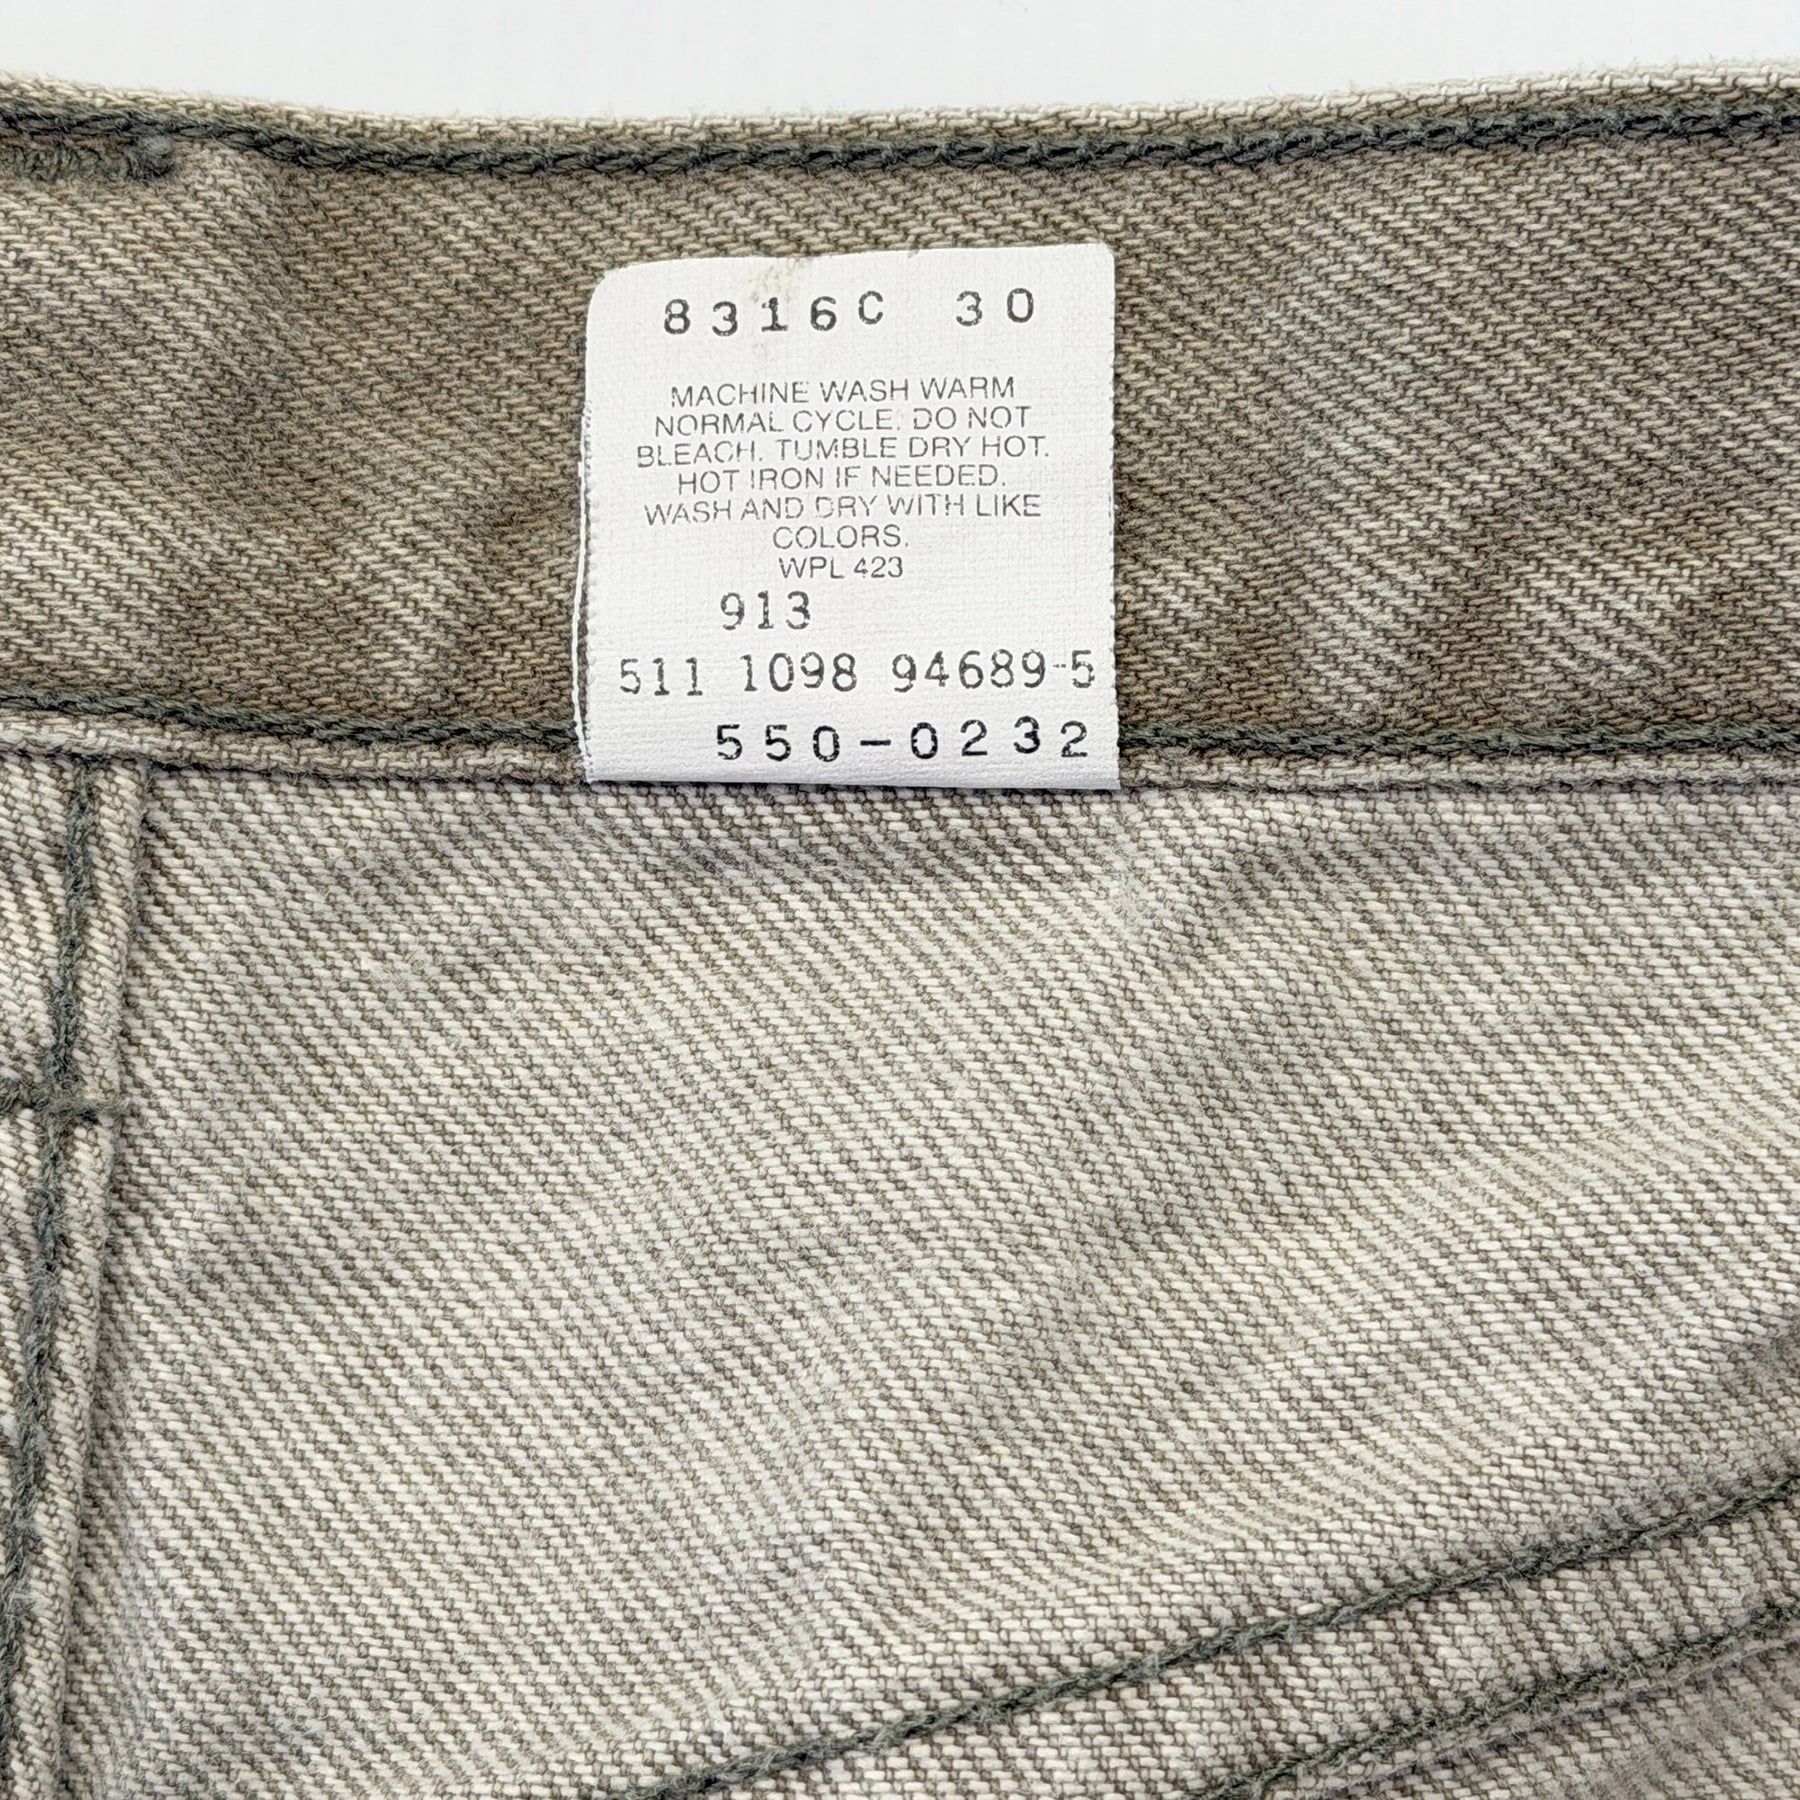 8316C 30
MACHINE WASH WARM
NORMAL CYCLE. DO NOT
BLEACH. TUMBLE DRY HOT.
HOT IRON IF NEEDED.
WASH AND DRY WITH LIKE
COLORS.
WPL 423
913
511 1098 94689-5
550-0232